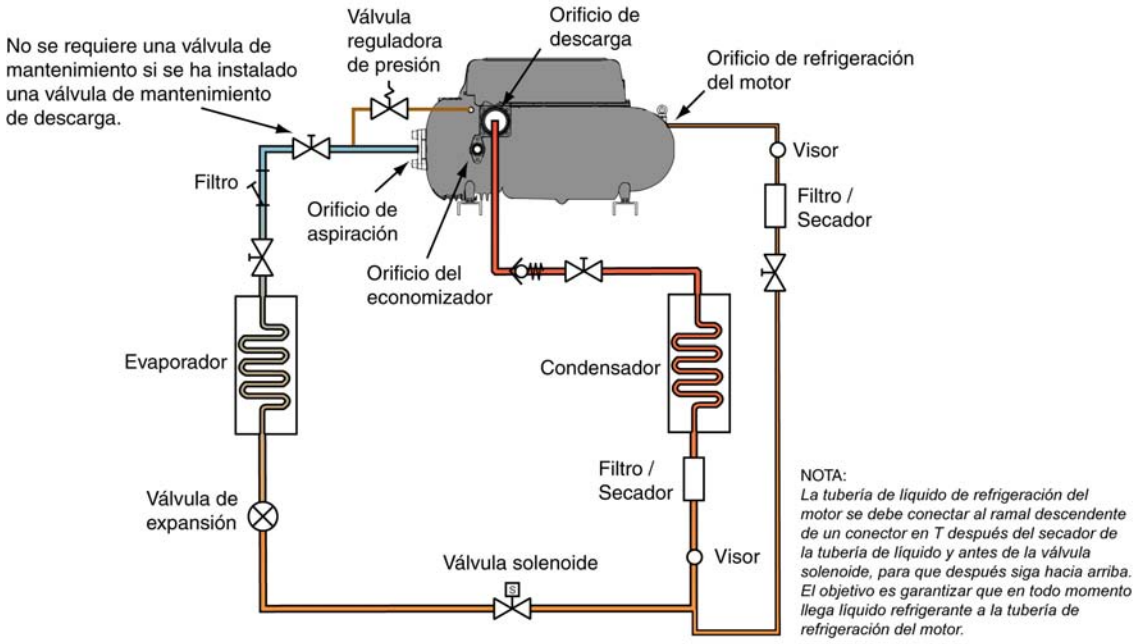 No se requiere una válvula de
mantenimiento si se ha instalado
una válvula de mantenimiento
de descarga.
Válvula
reguladora
de presión
Orificio de
descarga
Orificio de refrigeración
del motor
Visor
Filtro /
Secador
Filtro
Orificio de
aspiración
Orificio del
economizador
Evaporador
Condensador
Filtro /
Secador
Válvula de
expansión
Válvula solenoide
S
Visor
NOTA:
La tubería de líquido de refrigeración del
motor se debe conectar al ramal descendente
de un conector en T después del secador de
la tubería de líquido y antes de la válvula
solenoide, para que después siga hacia arriba.
El objetivo es garantizar que en todo momento
llega líquido refrigerante a la tubería de
refrigeración del motor.